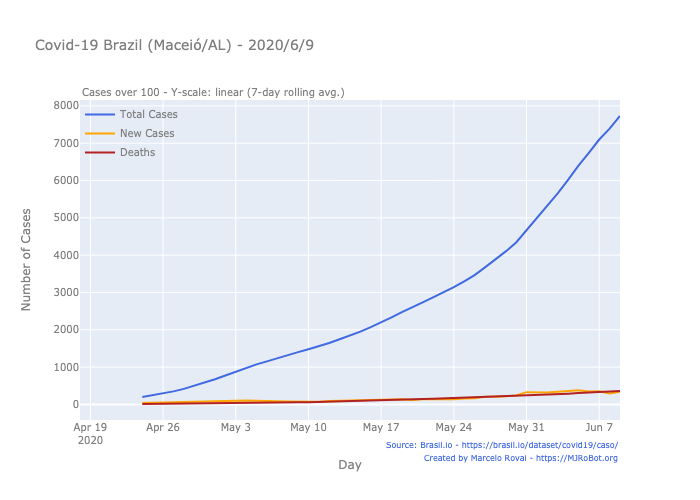 Covid-19 Brazil (Maceió/AL) - 2020/6/9
Cases over 100 - Y-scale: linear (7-day rolling avg.)
Total Cases
New Cases
Deaths
8000
7000
6000
5000
4000
3000
2000
1000
0
Number of Cases
Apr 19
2020
Apr 26
May 3
May 10
May 17
May 24
May 31
Jun 7
Day
Source: Brasil.io - https://brasil.io/dataset/covid19/caso/
Created by Marcelo Rovai - https://MJRoBot.org